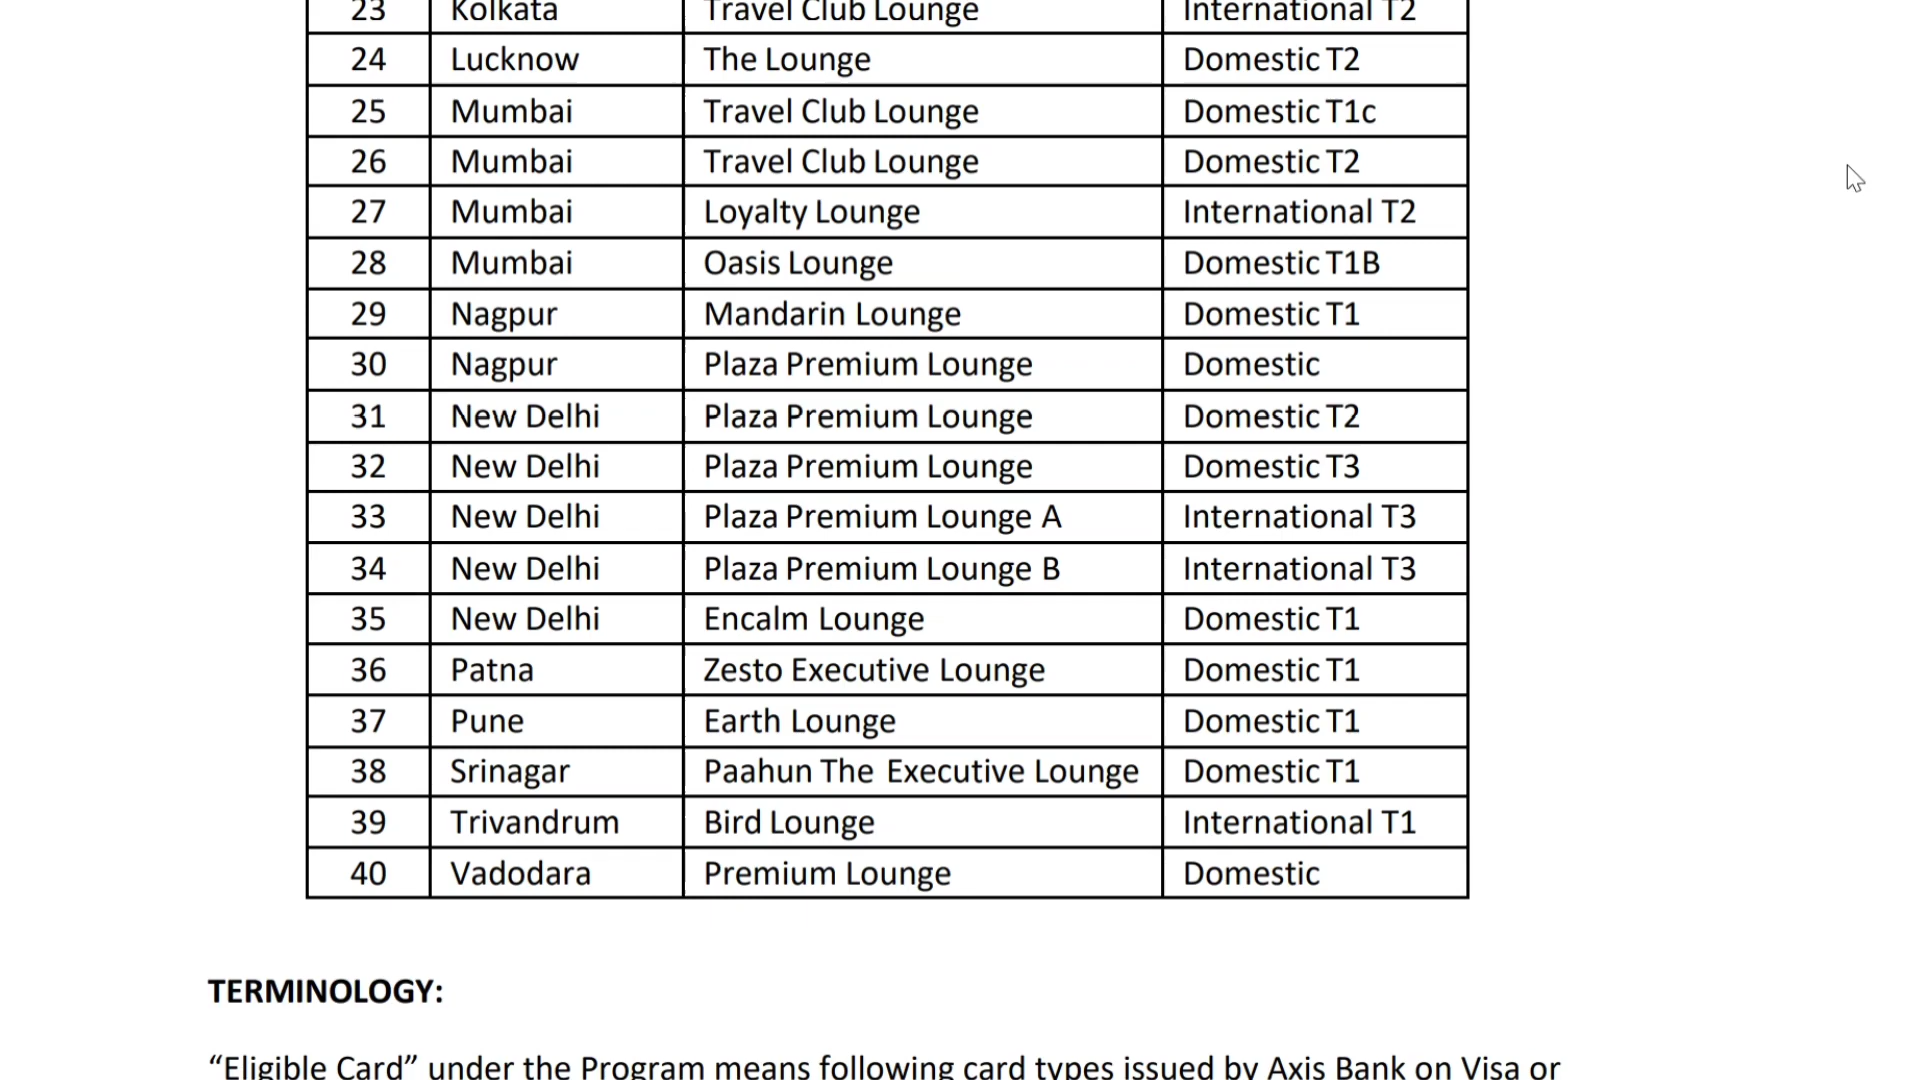 23 Kolkata Travel Club Lounge International T2
24 Lucknow The Lounge Domestic T2
25 Mumbai Travel Club Lounge Domestic T1c
26 Mumbai Travel Club Lounge Domestic T2
27 Mumbai Loyalty Lounge International T2
28 Mumbai Oasis Lounge Domestic T1B
29 Nagpur Mandarin Lounge Domestic T1
30 Nagpur Plaza Premium Lounge Domestic
31 New Delhi Plaza Premium Lounge Domestic T2
32 New Delhi Plaza Premium Lounge Domestic T3
33 New Delhi Plaza Premium Lounge A International T3
34 New Delhi Plaza Premium Lounge B International T3
35 New Delhi Encalm Lounge Domestic T1
36 Patna Zesto Executive Lounge Domestic T1
37 Pune Earth Lounge Domestic T1
38 Srinagar Paahun The Executive Lounge Domestic T1
39 Trivandrum Bird Lounge International T1
40 Vadodara Premium Lounge Domestic
TERMINOLOGY:
“Eligible Card” under the Program means following card types issued by Axis Bank on Visa or